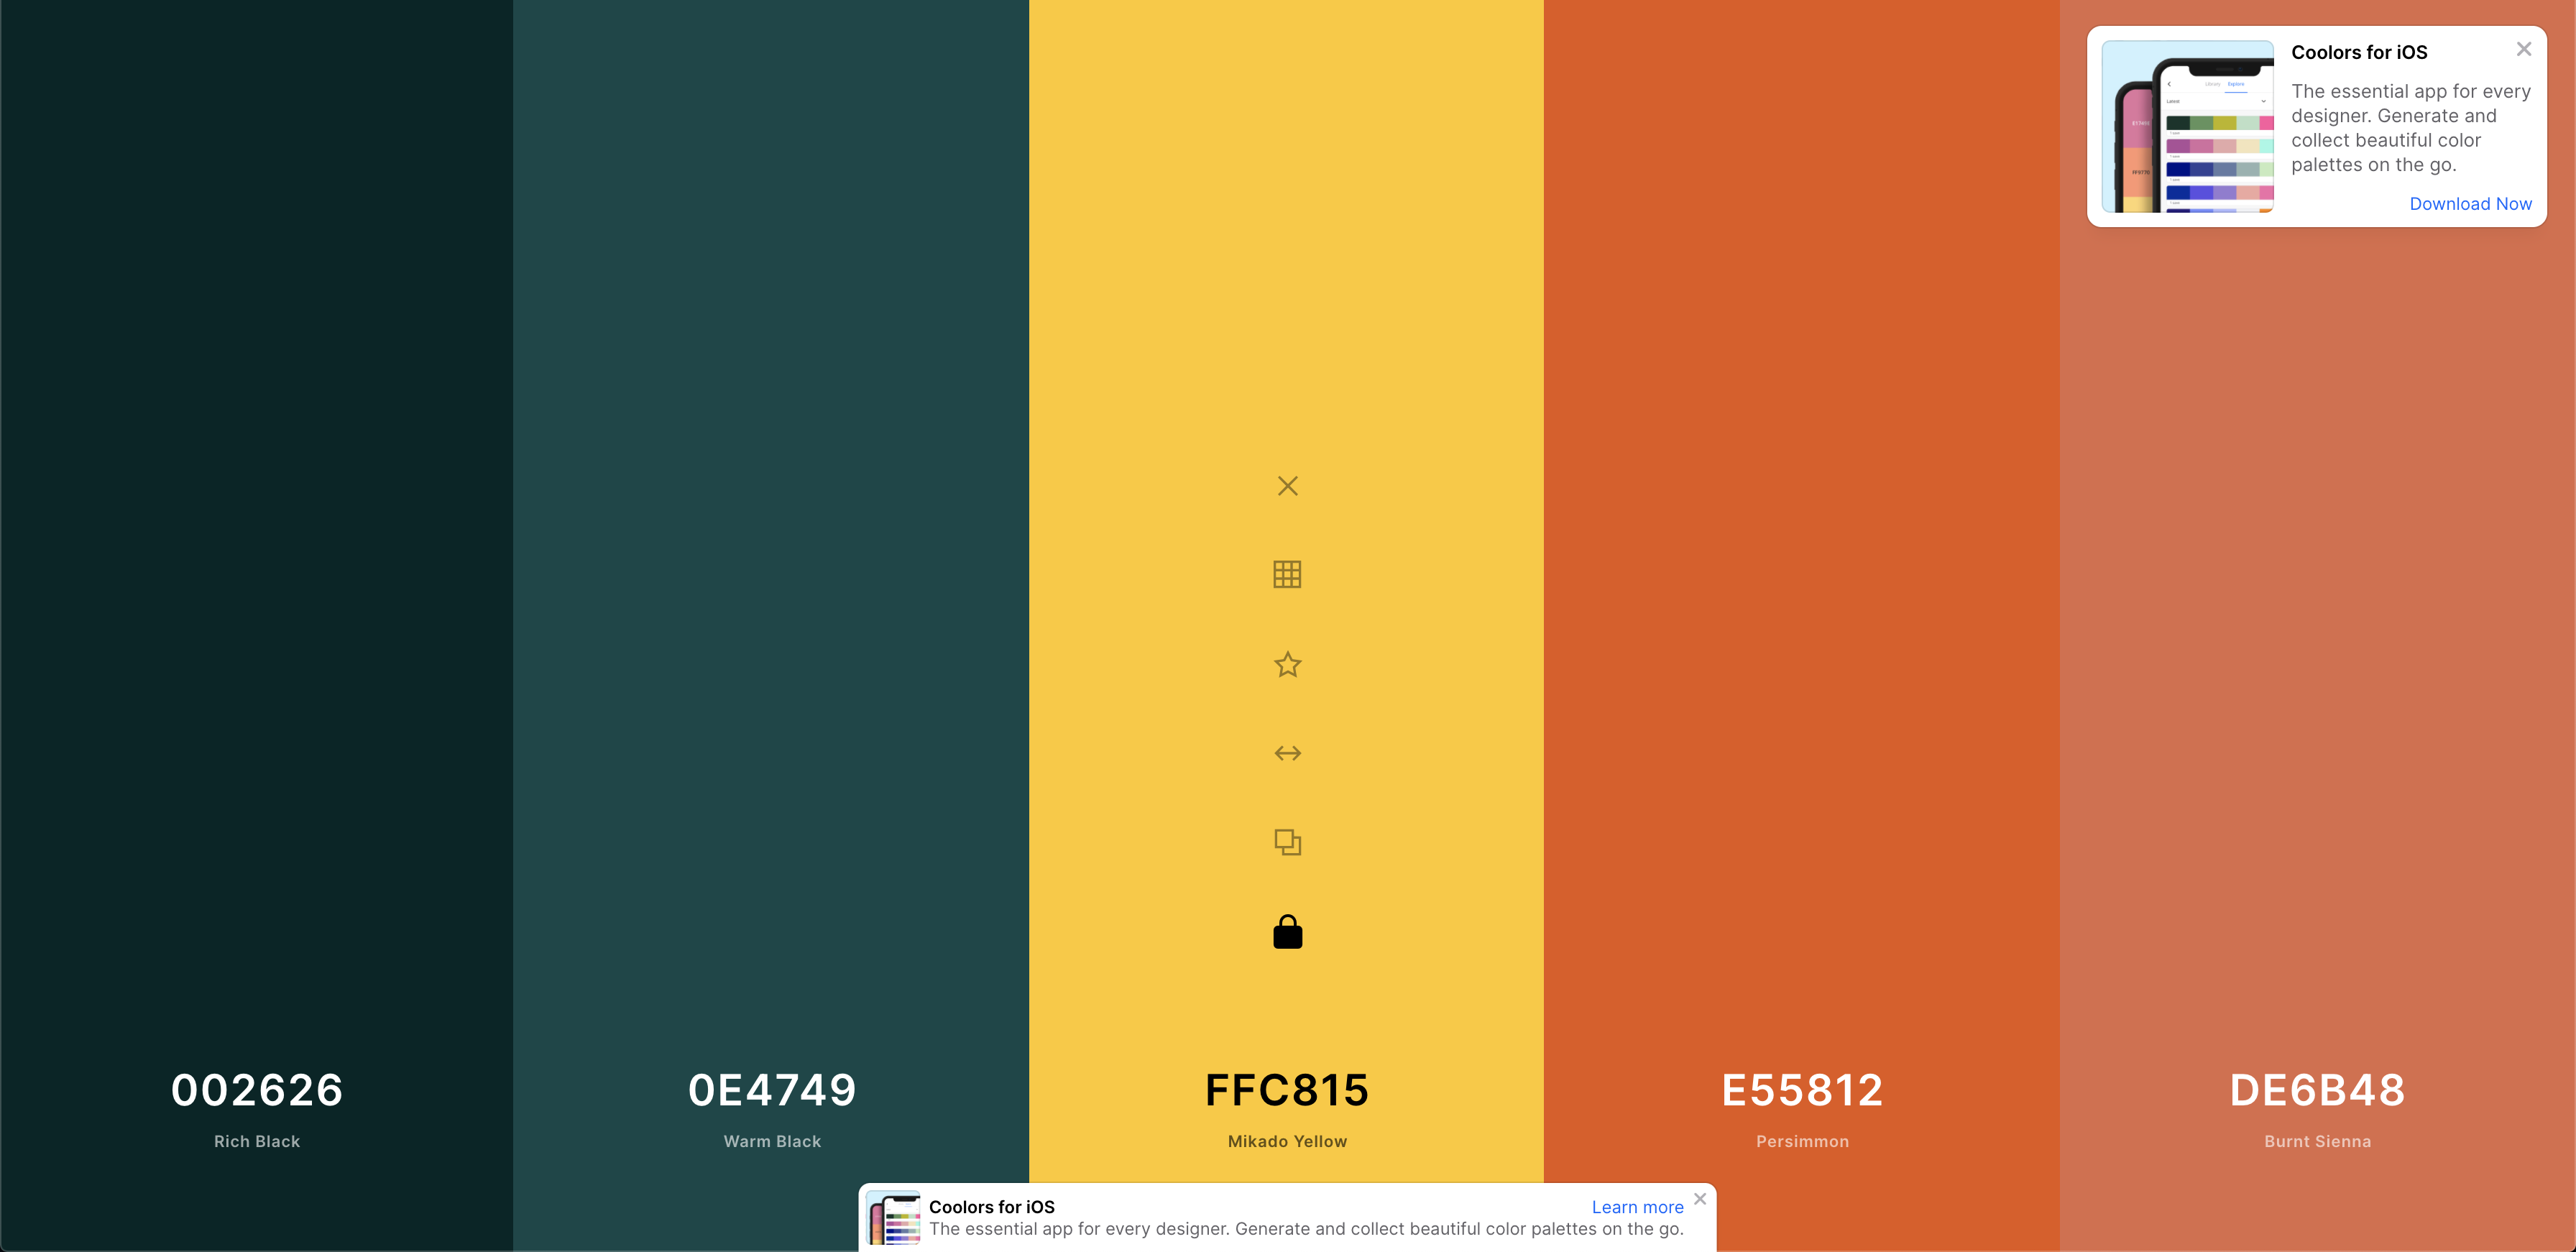 Coolors for iOS
The essential app for every
designer. Generate and
collect beautiful color
palettes on the go.
Download Now
002626
Rich Black
0E4749
Warm Black
FFC815
Mikado Yellow
E55812
Persimmon
DE6B48
Burnt Sienna
Coolors for iOS
Learn more
The essential app for every designer. Generate and collect beautiful color palettes on the go.